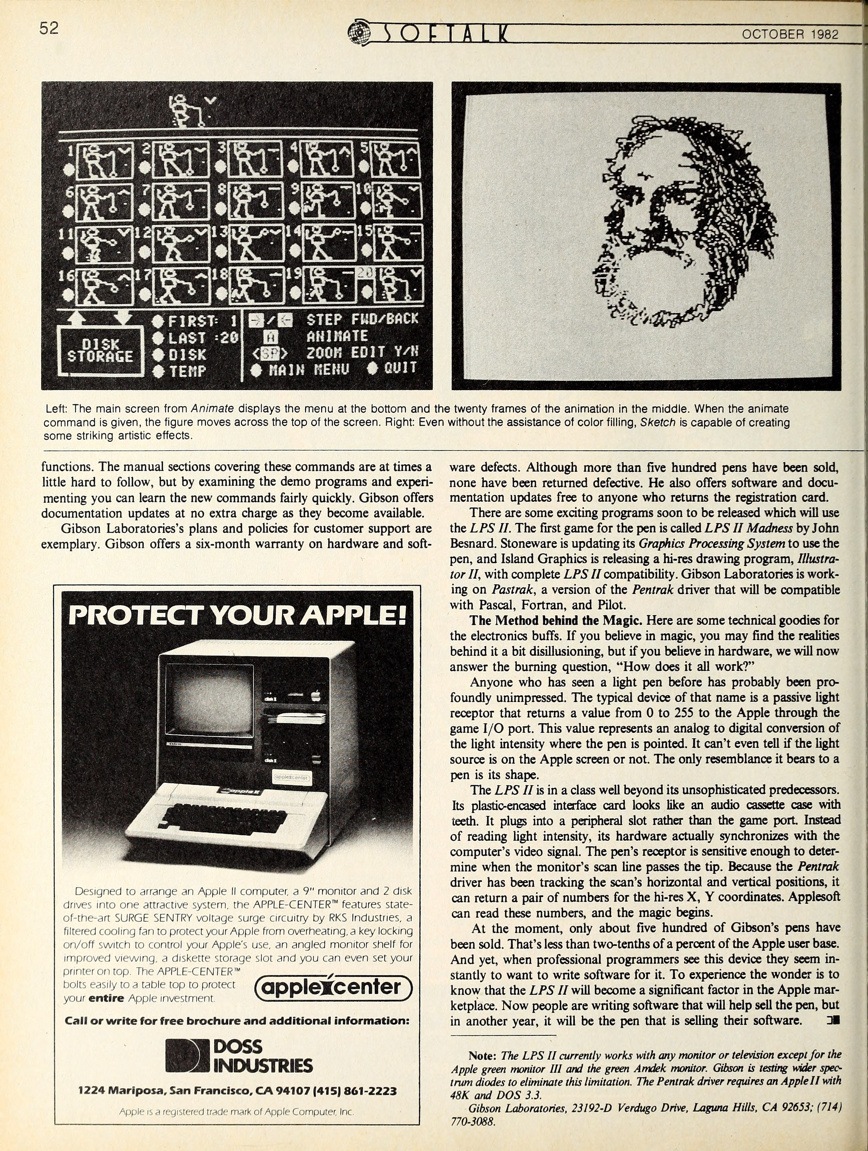 52
SOFTALK
OCTOBER 1982
1 2 3 4 5
6 7 8 9 10
11 12 13 14 15
16 17 18 19 20
DISK
STORAGE
FIRST: 1
LAST :20
DISK
TEMP
STEP FWD/BACK
ANIMATE
<SP> ZOOM EDIT Y/N
MAIN MENU QUIT
Left: The main screen from Animate displays the menu at the bottom and the twenty frames of the animation in the middle. When the animate
command is given, the figure moves across the top of the screen. Right: Even without the assistance of color filling, Sketch is capable of creating
some striking artistic effects.
functions. The manual sections covering these commands are at times a
little hard to follow, but by examining the demo programs and experi-
menting you can learn the new commands fairly quickly. Gibson offers
documentation updates at no extra charge as they become available.
Gibson Laboratories's plans and policies for customer support are
exemplary. Gibson offers a six-month warranty on hardware and soft-
ware defects. Although more than five hundred pens have been sold,
none have been returned defective. He also offers software and docu-
mentation updates free to anyone who returns the registration card.
There are some exciting programs soon to be released which will use
the LPS II. The first game for the pen is called LPS II Madness by John
Besnard. Stoneware is updating its Graphics Processing System to use the
pen, and Island Graphics is releasing a hi-res drawing program, Illustra-
tor II, with complete LPS II compatibility. Gibson Laboratories is work-
ing on Pastrak, a version of the Pentrak driver that will be compatible
with Pascal, Fortran, and Pilot.
The Method behind the Magic. Here are some technical goodies for
the electronics buffs. If you believe in magic, you may find the realities
behind it a bit disillusioning, but if you believe in hardware, we will now
answer the burning question, "How does it all work?"
Anyone who has seen a light pen before has probably been pro-
foundly unimpressed. The typical device of that name is a passive light
receptor that returns a value from 0 to 255 to the Apple through the
game I/O port. This value represents an analog to digital conversion of
the light intensity where the pen is pointed. It can't even tell if the light
source is on the Apple screen or not. The only resemblance it bears to a
pen is its shape.
The LPS II is in a class well beyond its unsophisticated predecessors.
Its plastic-encased interface card looks like an audio cassette case with
teeth. It plugs into a peripheral slot rather than the game port. Instead
of reading light intensity, its hardware actually synchronizes with the
computer's video signal. The pen's receptor is sensitive enough to deter-
mine when the monitor's scan line passes the tip. Because the Pentrak
driver has been tracking the scan's horizontal and vertical positions, it
can return a pair of numbers for the hi-res X, Y coordinates. Applesoft
can read these numbers, and the magic begins.
At the moment, only about five hundred of Gibson's pens have
been sold. That's less than two-tenths of a percent of the Apple user base.
And yet, when professional programmers see this device they seem in-
stantly to want to write software for it. To experience the wonder is to
know that the LPS II will become a significant factor in the Apple mar-
ketplace. Now people are writing software that will help sell the pen, but
in another year, it will be the pen that is selling their software.
Note: The LPS II currently works with any monitor or television except for the
Apple green monitor III and the green Amdek monitor. Gibson is testing wider spec-
trum diodes to eliminate this limitation. The Pentrak driver requires an Apple II with
48K and DOS 3.3.
Gibson Laboratories, 23192-D Verdugo Drive, Laguna Hills, CA 92653; (714)
770-3088.
PROTECT YOUR APPLE!
Designed to arrange an Apple II computer, a 9" monitor and 2 disk
drives into one attractive system, the APPLE-CENTER™ features state-
of-the-art SURGE SENTRY voltage surge circuitry by RKS Industries, a
filtered cooling fan to protect your Apple from overheating, a key locking
on/off switch to control your Apple's use, an angled monitor shelf for
improved viewing, a diskette storage slot and you can even set your
printer on top. The APPLE-CENTER™
bolts easily to a table top to protect
your entire Apple investment.
apple center
Call or write for free brochure and additional information:
DOSS
INDUSTRIES
1224 Mariposa, San Francisco, CA 94107 (415) 861-2223
Apple is a registered trade mark of Apple Computer, Inc.